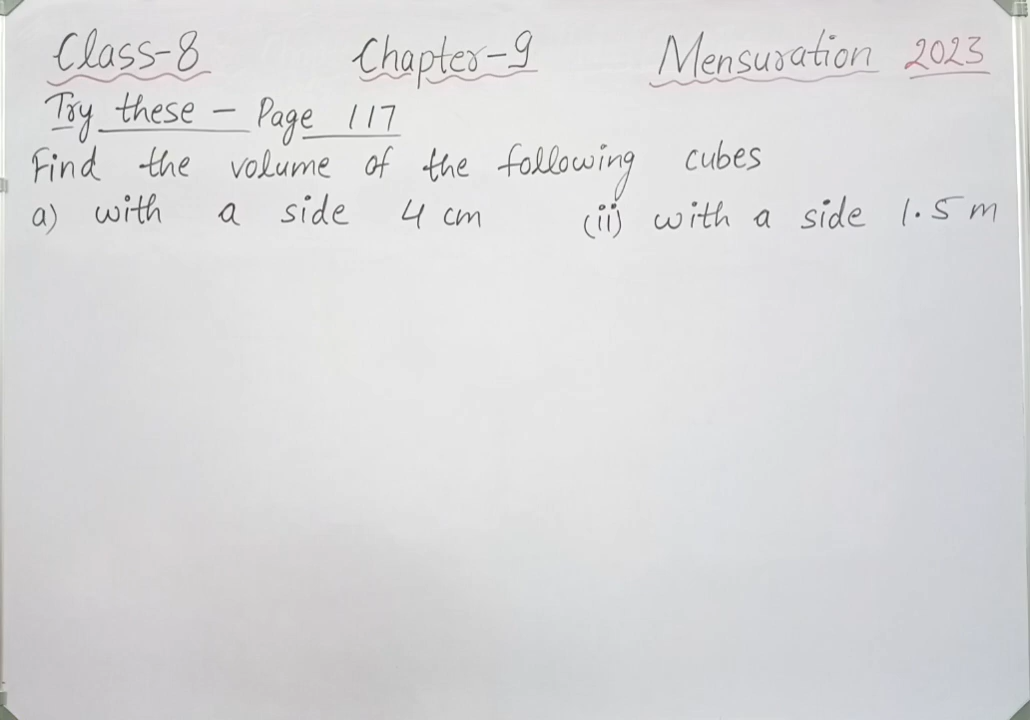 Class-8 Chapter-9 Mensuration 2023
Try these - Page 117
Find the volume of the following cubes
a) with a side 4 cm (ii) with a side 1.5 m